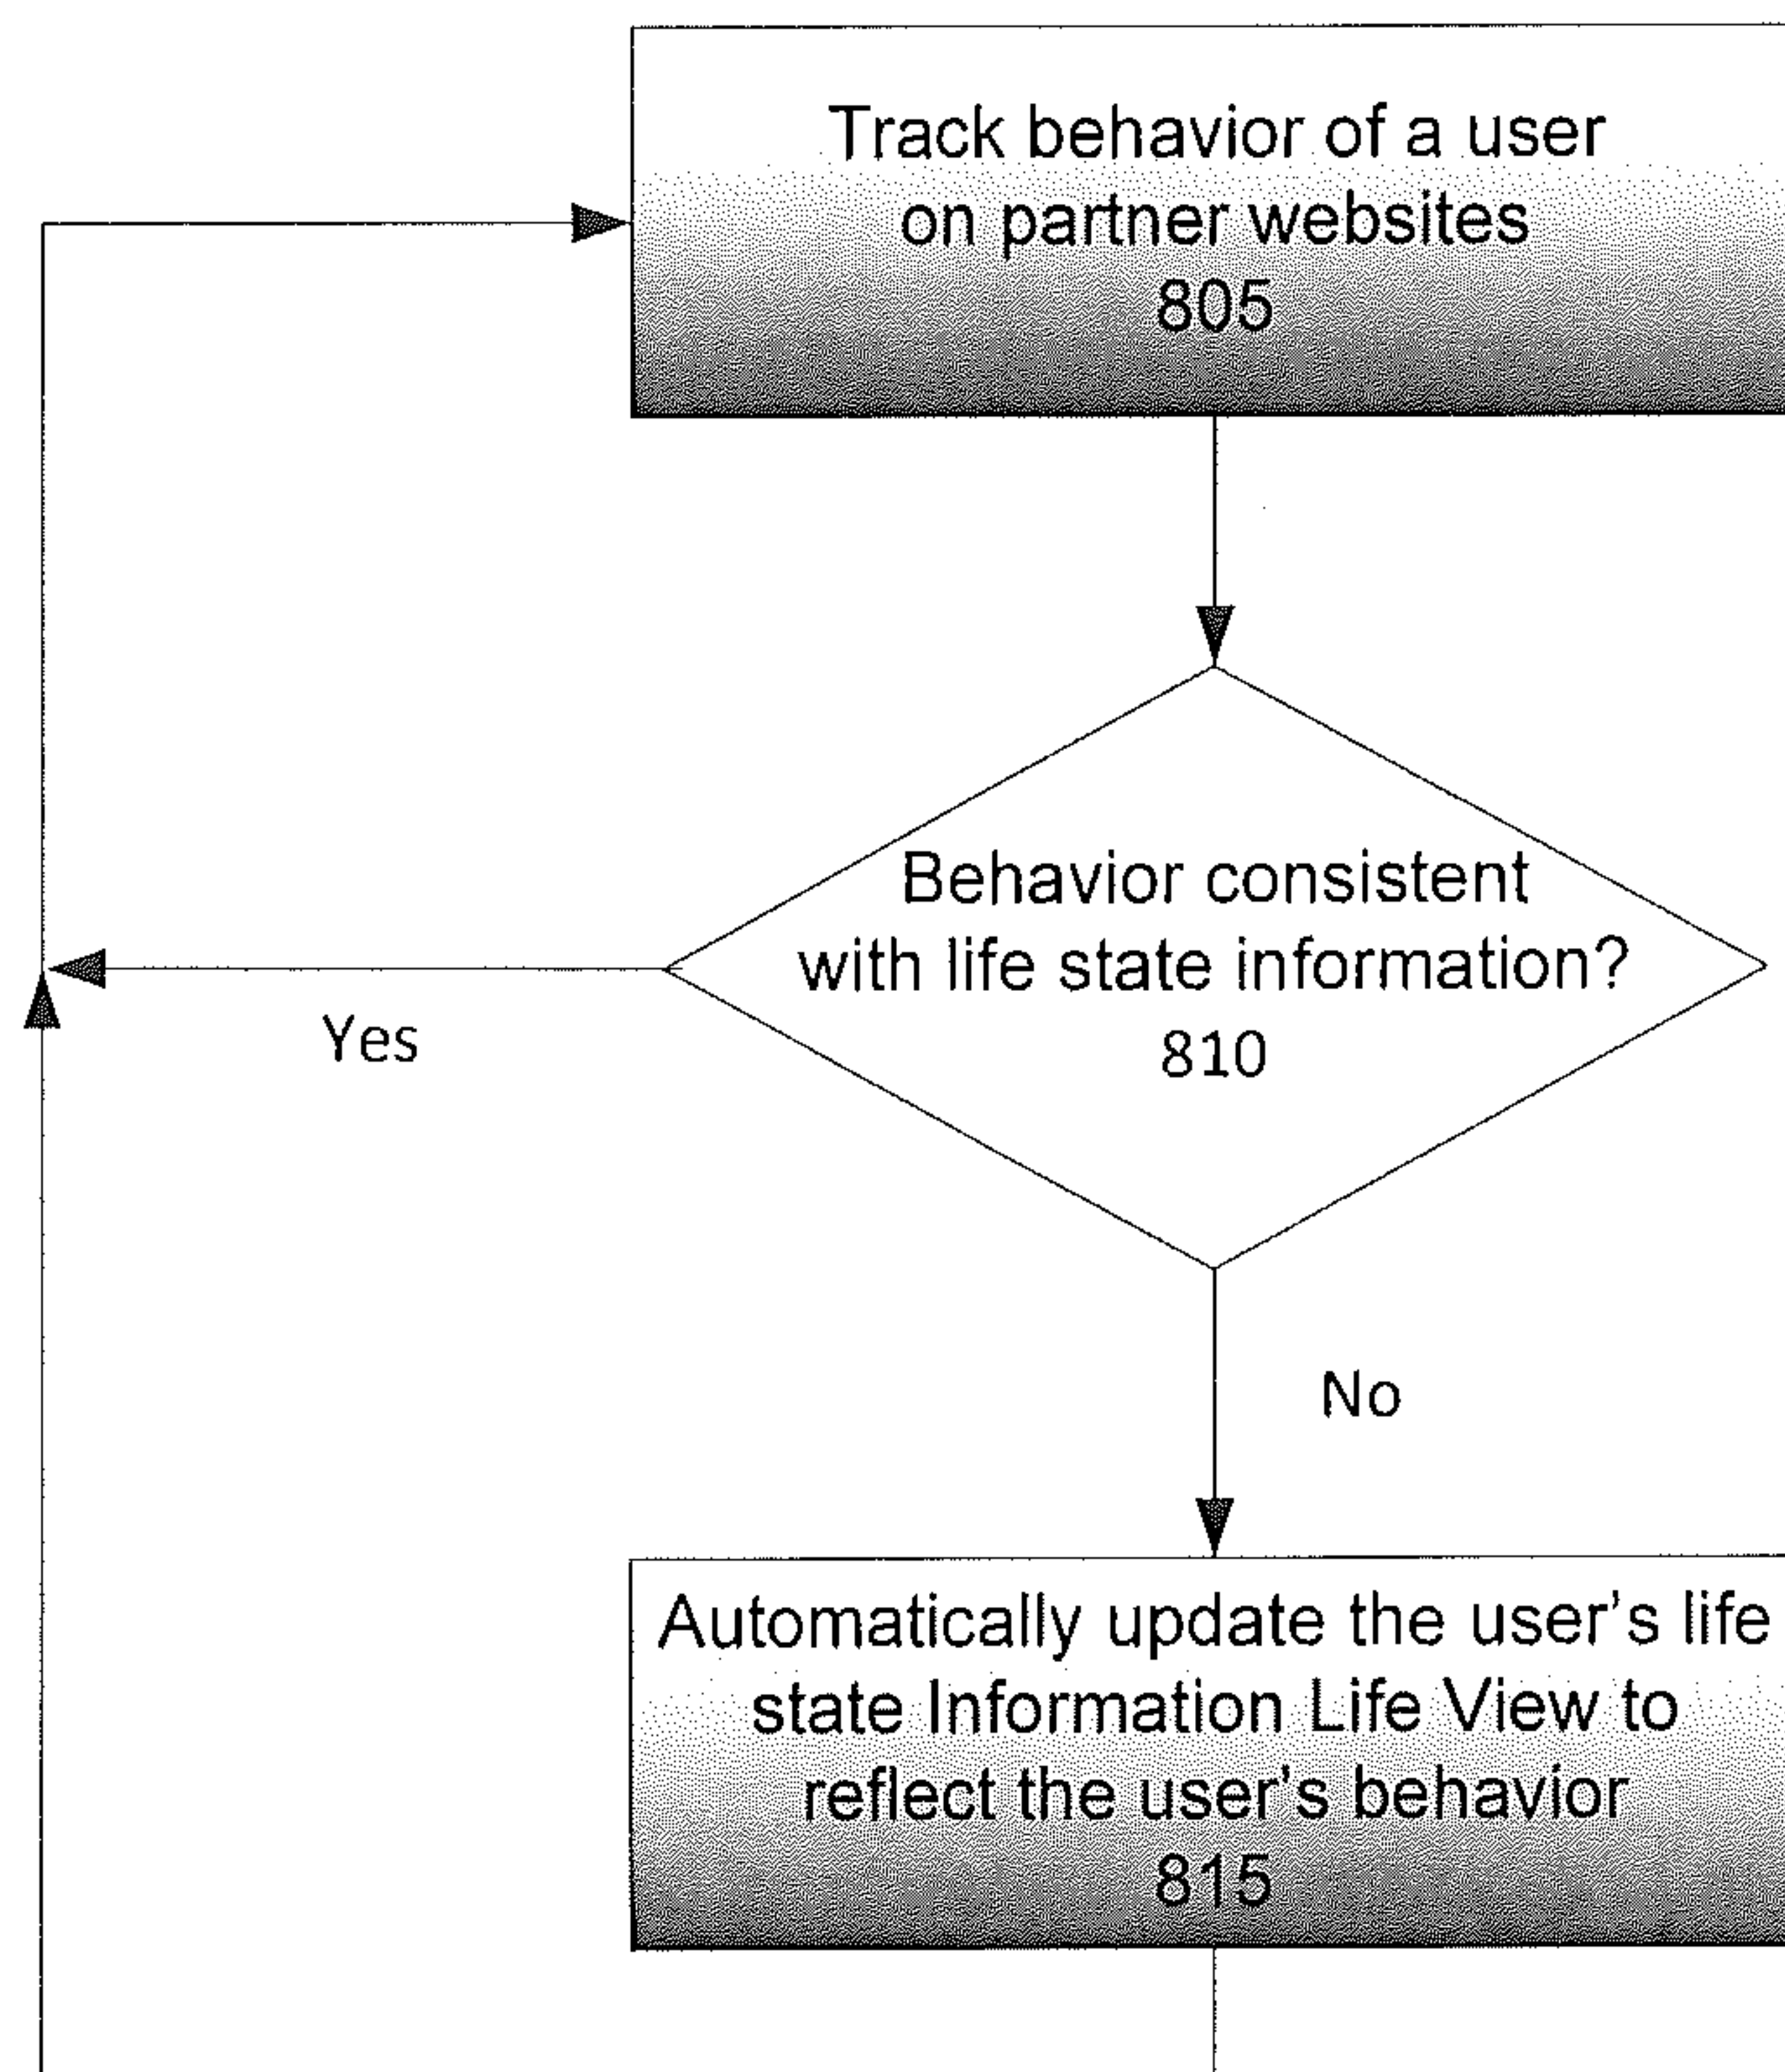 Track behavior of a user
on partner websites
805
Behavior consistent
with life state information?
810
Yes
No
Automatically update the user's life
state Information Life View to
reflect the user's behavior
815